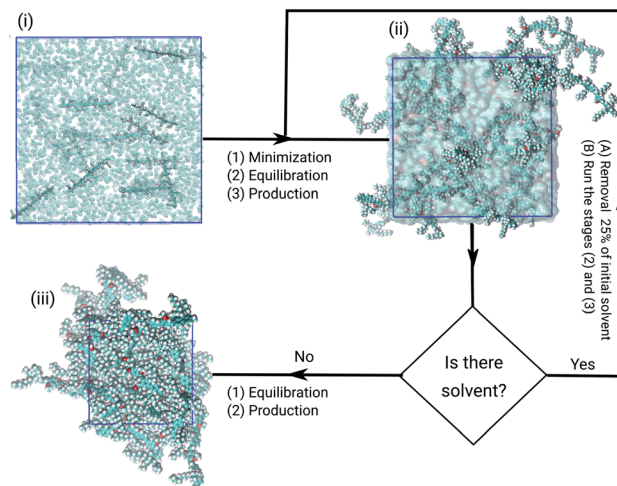 (i)
(ii)
(1) Minimization
(2) Equilibration
(3) Production
(A) Removal 25% of initial solvent
(B) Run the stages (2) and (3)
(iii)
No
Is there
solvent?
Yes
(1) Equilibration
(2) Production